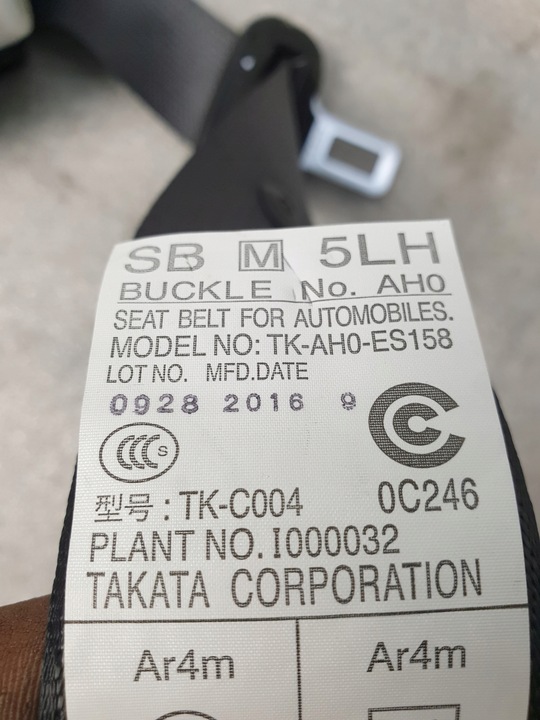 SB M 5LH
BUCKLE No. AH0
SEAT BELT FOR AUTOMOBILES.
MODEL NO: TK-AH0-ES158
LOT NO. MFD.DATE
0928 2016 9
CCC S
型号: TK-C004 0C246
PLANT NO. I000032
TAKATA CORPORATION
Ar4m Ar4m